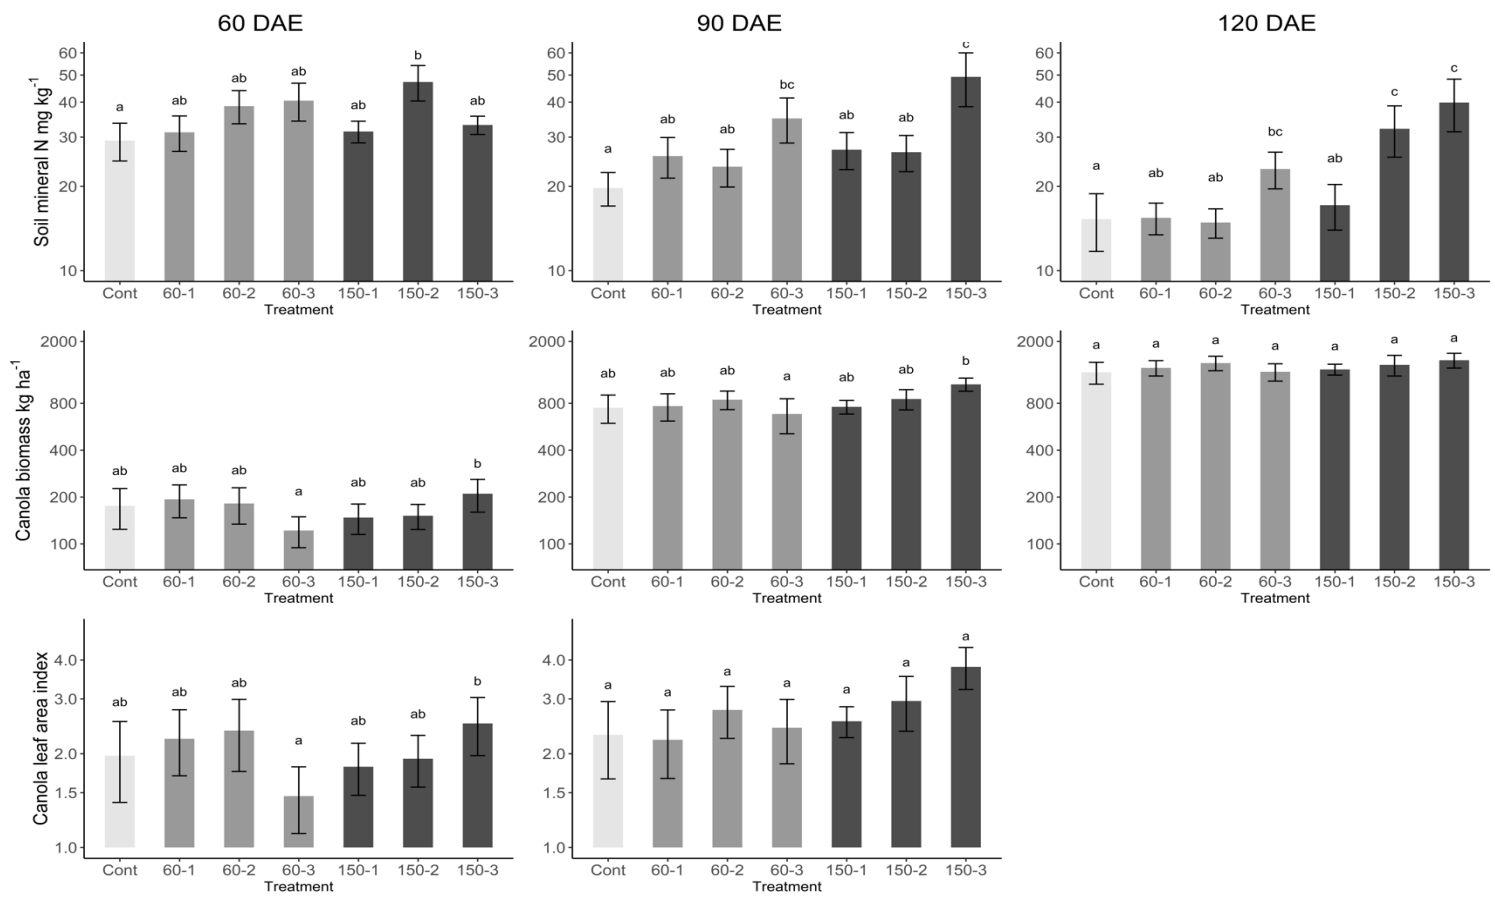 60 DAE 90 DAE 120 DAE
Soil mineral N mg kg-1
60 50 40 30 20 10
a ab ab ab ab b ab
Cont 60-1 60-2 60-3 150-1 150-2 150-3
Treatment
60 50 40 30 20 10
a ab ab bc ab ab c
Cont 60-1 60-2 60-3 150-1 150-2 150-3
Treatment
60 50 40 30 20 10
a ab ab bc ab c c
Cont 60-1 60-2 60-3 150-1 150-2 150-3
Treatment
Canola biomass kg ha-1
2000 800 400 200 100
ab ab ab a ab ab b
Cont 60-1 60-2 60-3 150-1 150-2 150-3
Treatment
2000 800 400 200 100
ab ab ab a ab ab b
Cont 60-1 60-2 60-3 150-1 150-2 150-3
Treatment
2000 800 400 200 100
a a a a a a a
Cont 60-1 60-2 60-3 150-1 150-2 150-3
Treatment
Canola leaf area index
4.0 3.0 2.0 1.5 1.0
ab ab ab a ab ab b
Cont 60-1 60-2 60-3 150-1 150-2 150-3
Treatment
4.0 3.0 2.0 1.5 1.0
a a a a a a a
Cont 60-1 60-2 60-3 150-1 150-2 150-3
Treatment